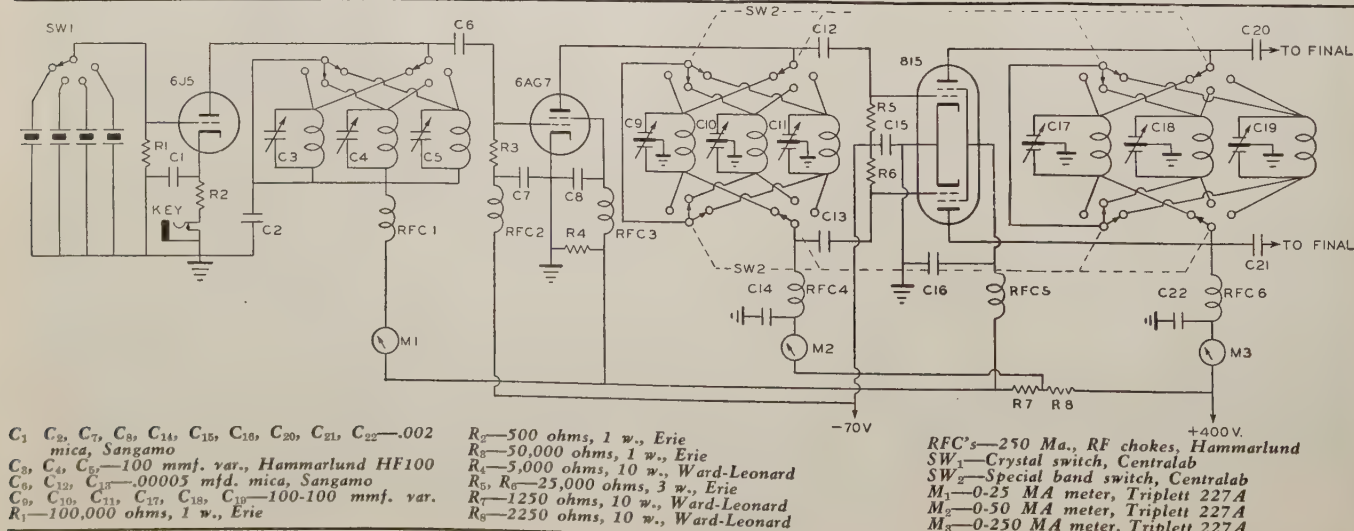 SW1
6J5
C6
SW2
C12
C20
TO FINAL
6AG7
815
R1
C1
R2
KEY
C2
C3
C4
C5
RFC1
M1
R3
C7
C8
RFC2
R4
RFC3
C9
C10
C11
R5
C15
R6
C13
SW2
C14
RFC4
M2
C16
RFC5
C17
C18
C19
TO FINAL
C21
C22
RFC6
M3
R7
R8
-70V
+400V.
C₁ C₂, C₇, C₈, C₁₄, C₁₅, C₁₆, C₂₀, C₂₁, C₂₂—.002
mica, Sangamo
C₃, C₄, C₅,—100 mmf. var., Hammarlund HF100
C₆, C₁₂, C₁₃—.00005 mfd. mica, Sangamo
C₉, C₁₀, C₁₁, C₁₇, C₁₈, C₁₉—100-100 mmf. var.
R₁—100,000 ohms, 1 w., Erie
R₂—500 ohms, 1 w., Erie
R₃—50,000 ohms, 1 w., Erie
R₄—5,000 ohms, 10 w., Ward-Leonard
R₅, R₆—25,000 ohms, 3 w., Erie
R₇—1250 ohms, 10 w., Ward-Leonard
R₈—2250 ohms, 10 w., Ward-Leonard
RFC's—250 Ma., RF chokes, Hammarlund
SW₁—Crystal switch, Centralab
SW₂—Special band switch, Centralab
M₁—0-25 MA meter, Triplett 227A
M₂—0-50 MA meter, Triplett 227A
M₃—0-250 MA meter, Triplett 227A